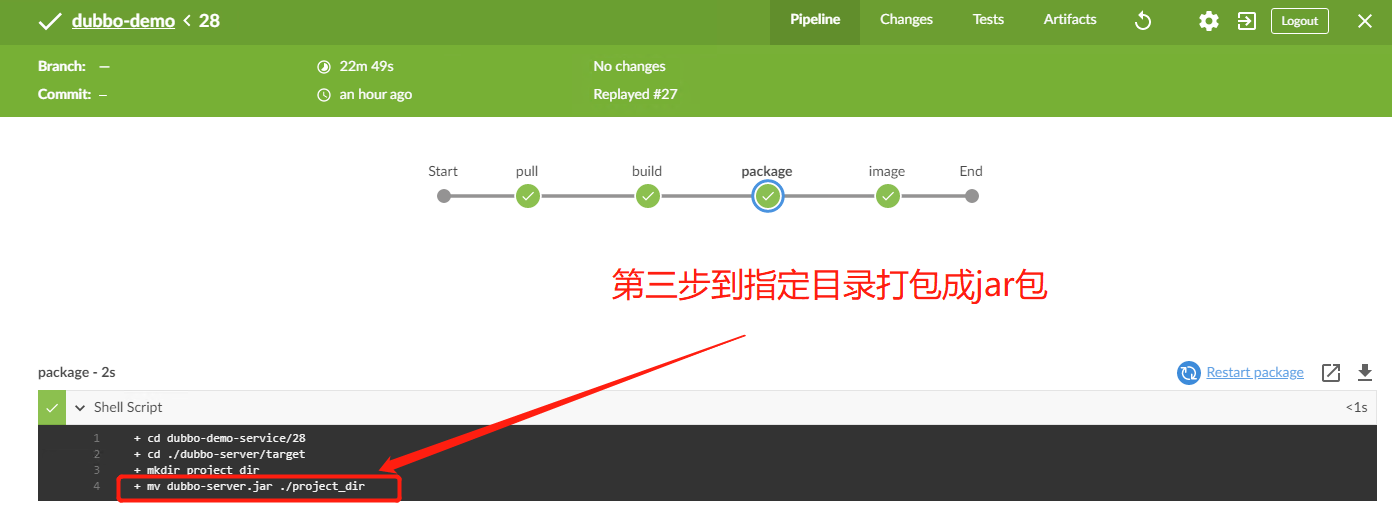 dubbo-demo < 28
Pipeline Changes Tests Artifacts Logout
Branch: —
22m 49s
No changes
Commit: –
an hour ago
Replayed #27
Start pull build package image End
第三步到指定目录打包成jar包
package - 2s
Restart package
Shell Script
<1s
1 + cd dubbo-demo-service/28
2 + cd ./dubbo-server/target
3 + mkdir project_dir
4 + mv dubbo-server.jar ./project_dir